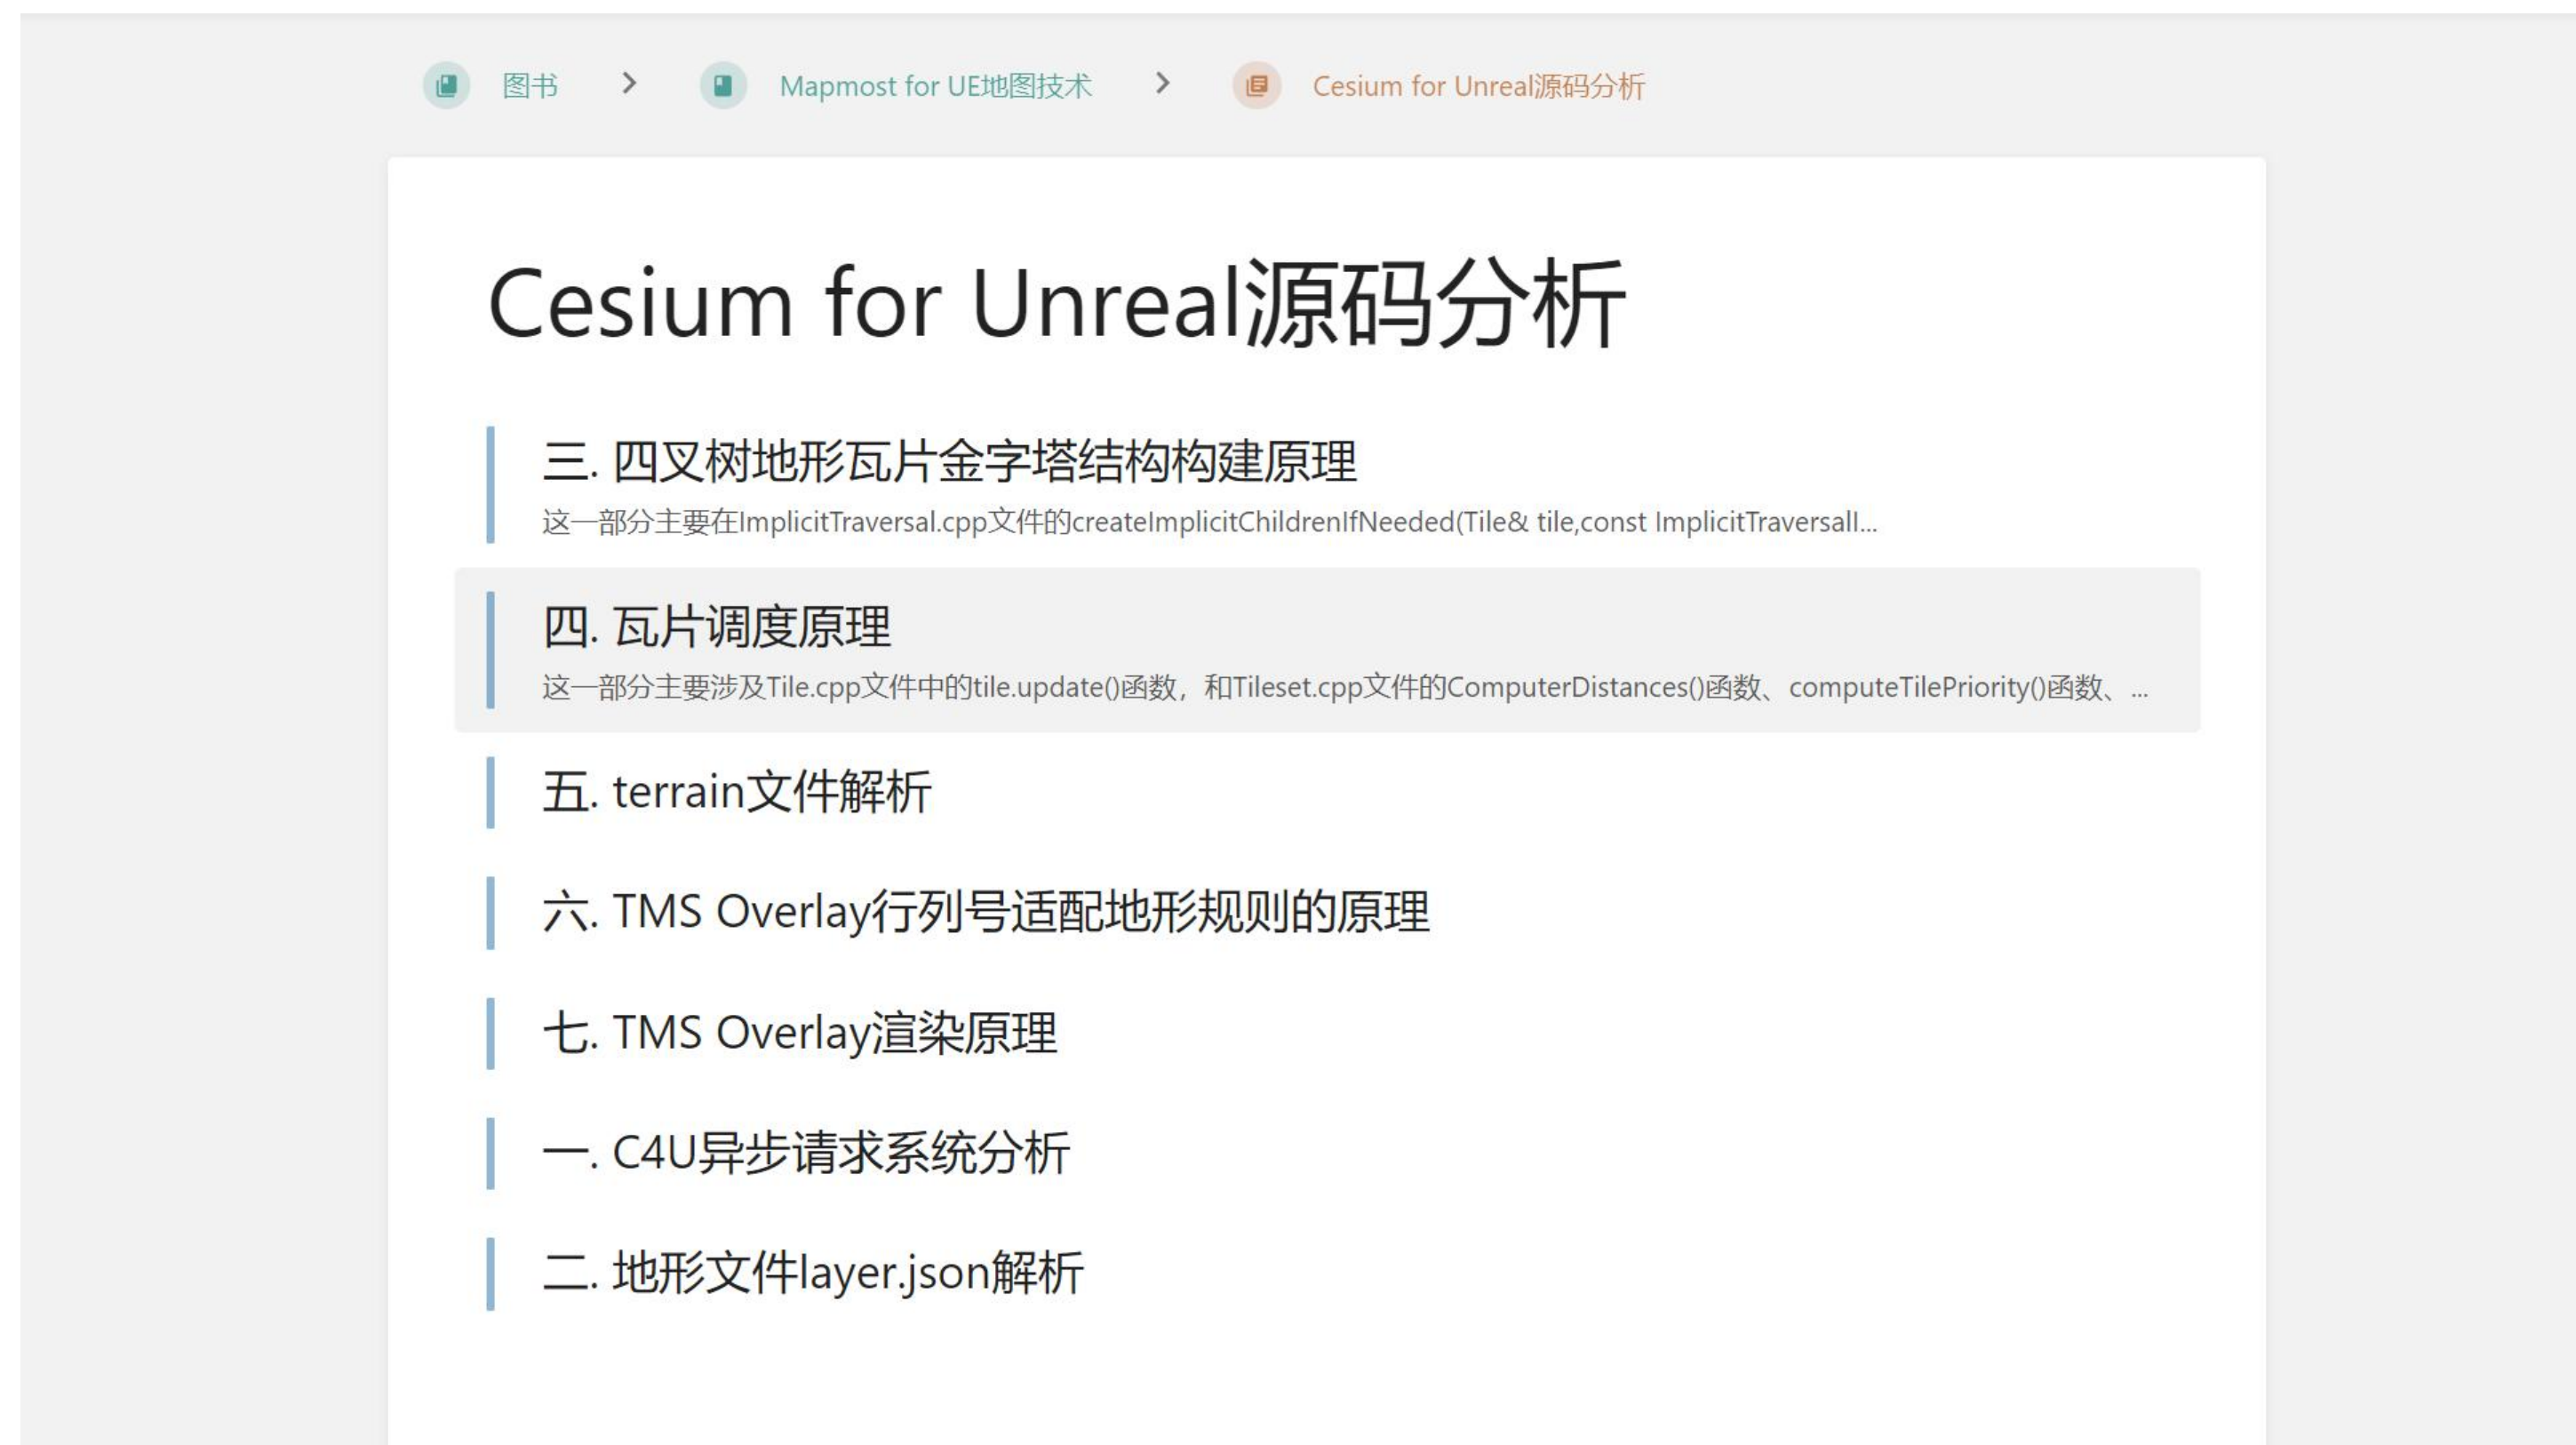 图书 > Mapmost for UE地图技术 > Cesium for Unreal源码分析
Cesium for Unreal源码分析
三. 四叉树地形瓦片金字塔结构构建原理
这一部分主要在ImplicitTraversal.cpp文件的createImplicitChildrenIfNeeded(Tile& tile,const ImplicitTraversalI...
四. 瓦片调度原理
这一部分主要涉及Tile.cpp文件中的tile.update()函数，和Tileset.cpp文件的ComputerDistances()函数、computeTilePriority()函数、...
五. terrain文件解析
六. TMS Overlay行列号适配地形规则的原理
七. TMS Overlay渲染原理
一. C4U异步请求系统分析
二. 地形文件layer.json解析